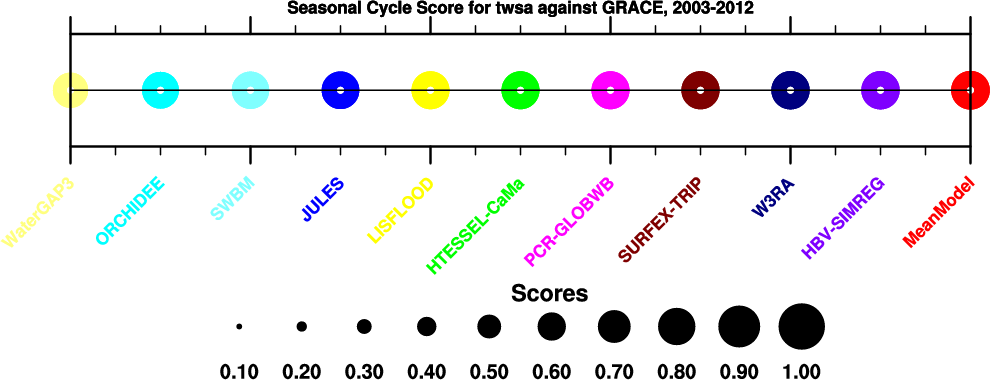 Seasonal Cycle Score for twsa against GRACE, 2003-2012
WaterGAP3
ORCHIDEE
SWBM
JULES
LISFLOOD
HTESSEL-CaMa
PCR-GLOBWB
SURFEX-TRIP
W3RA
HBV-SIMREG
MeanModel
Scores
0.10 0.20 0.30 0.40 0.50 0.60 0.70 0.80 0.90 1.00